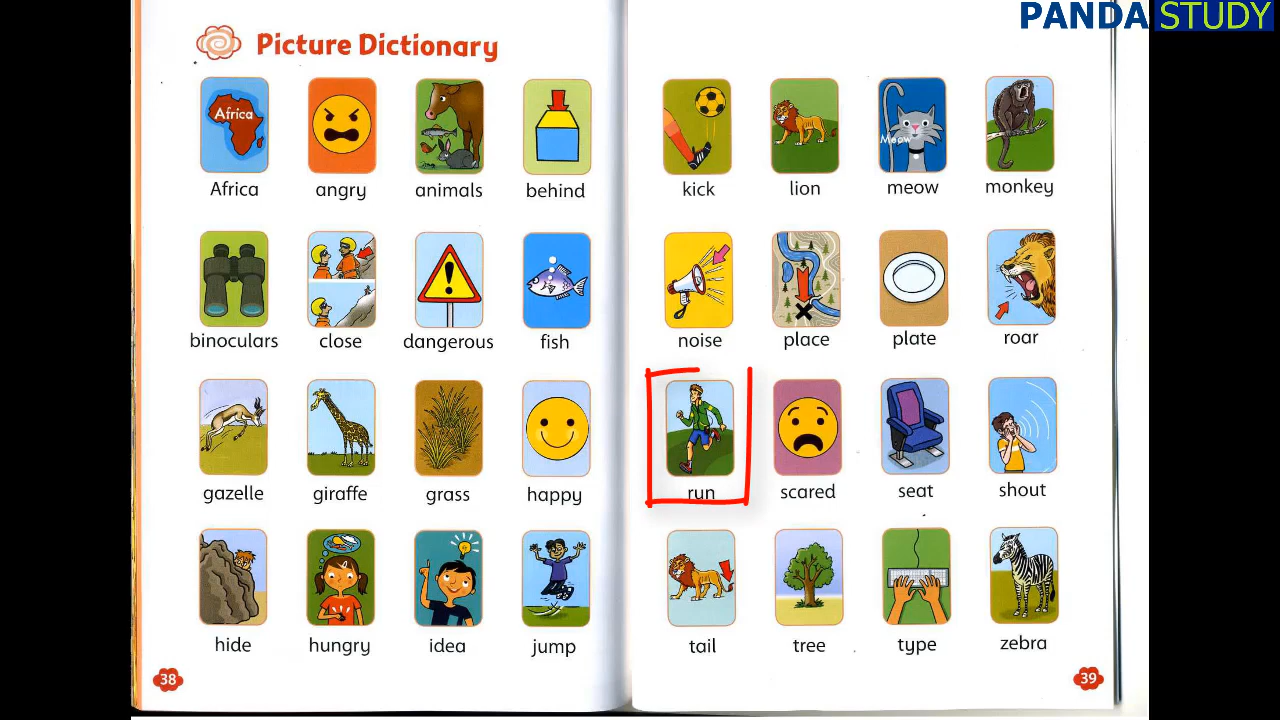 PANDA STUDY
Picture Dictionary
Africa
Africa angry animals behind
binoculars close dangerous fish
gazelle giraffe grass happy
hide hungry idea jump
38
Meow
kick lion meow monkey
noise place plate roar
run scared seat shout
tail tree type zebra
39